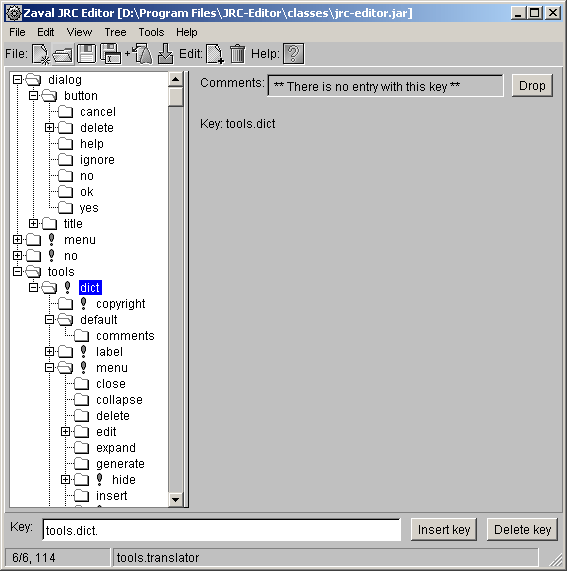 Zaval JRC Editor [D:\Program Files\JRC-Editor\classes\jrc-editor.jar]
File Edit View Tree Tools Help
File: Edit: Help: ?
dialog
button
cancel
delete
help
ignore
no
ok
yes
title
! menu
! no
tools
! dict
! copyright
default
comments
! label
! menu
close
collapse
delete
edit
expand
generate
! hide
insert
Comments: ** There is no entry with this key ** Drop
Key: tools.dict
Key: tools.dict. Insert key Delete key
6/6, 114 tools.translator